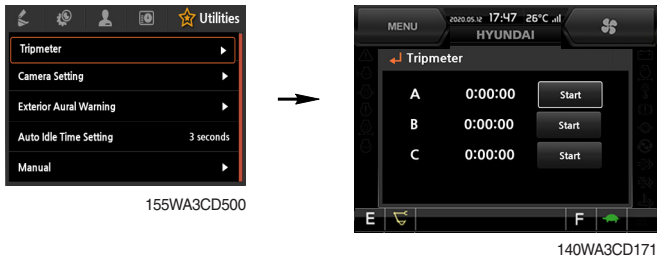 Utilities
Tripmeter
Camera Setting
Exterior Aural Warning
Auto Idle Time Setting 3 seconds
Manual
155WA3CD500
MENU 2020.05.12 17:47 26°C
HYUNDAI
Tripmeter
A 0:00:00 Start
B 0:00:00 Start
C 0:00:00 Start
E F
140WA3CD171